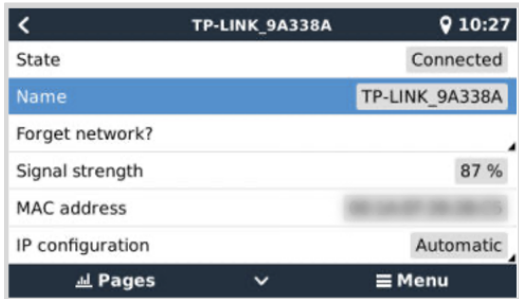 TP-LINK_9A338A 10:27
State Connected
Name TP-LINK_9A338A
Forget network?
Signal strength 87 %
MAC address
IP configuration Automatic
Pages Menu